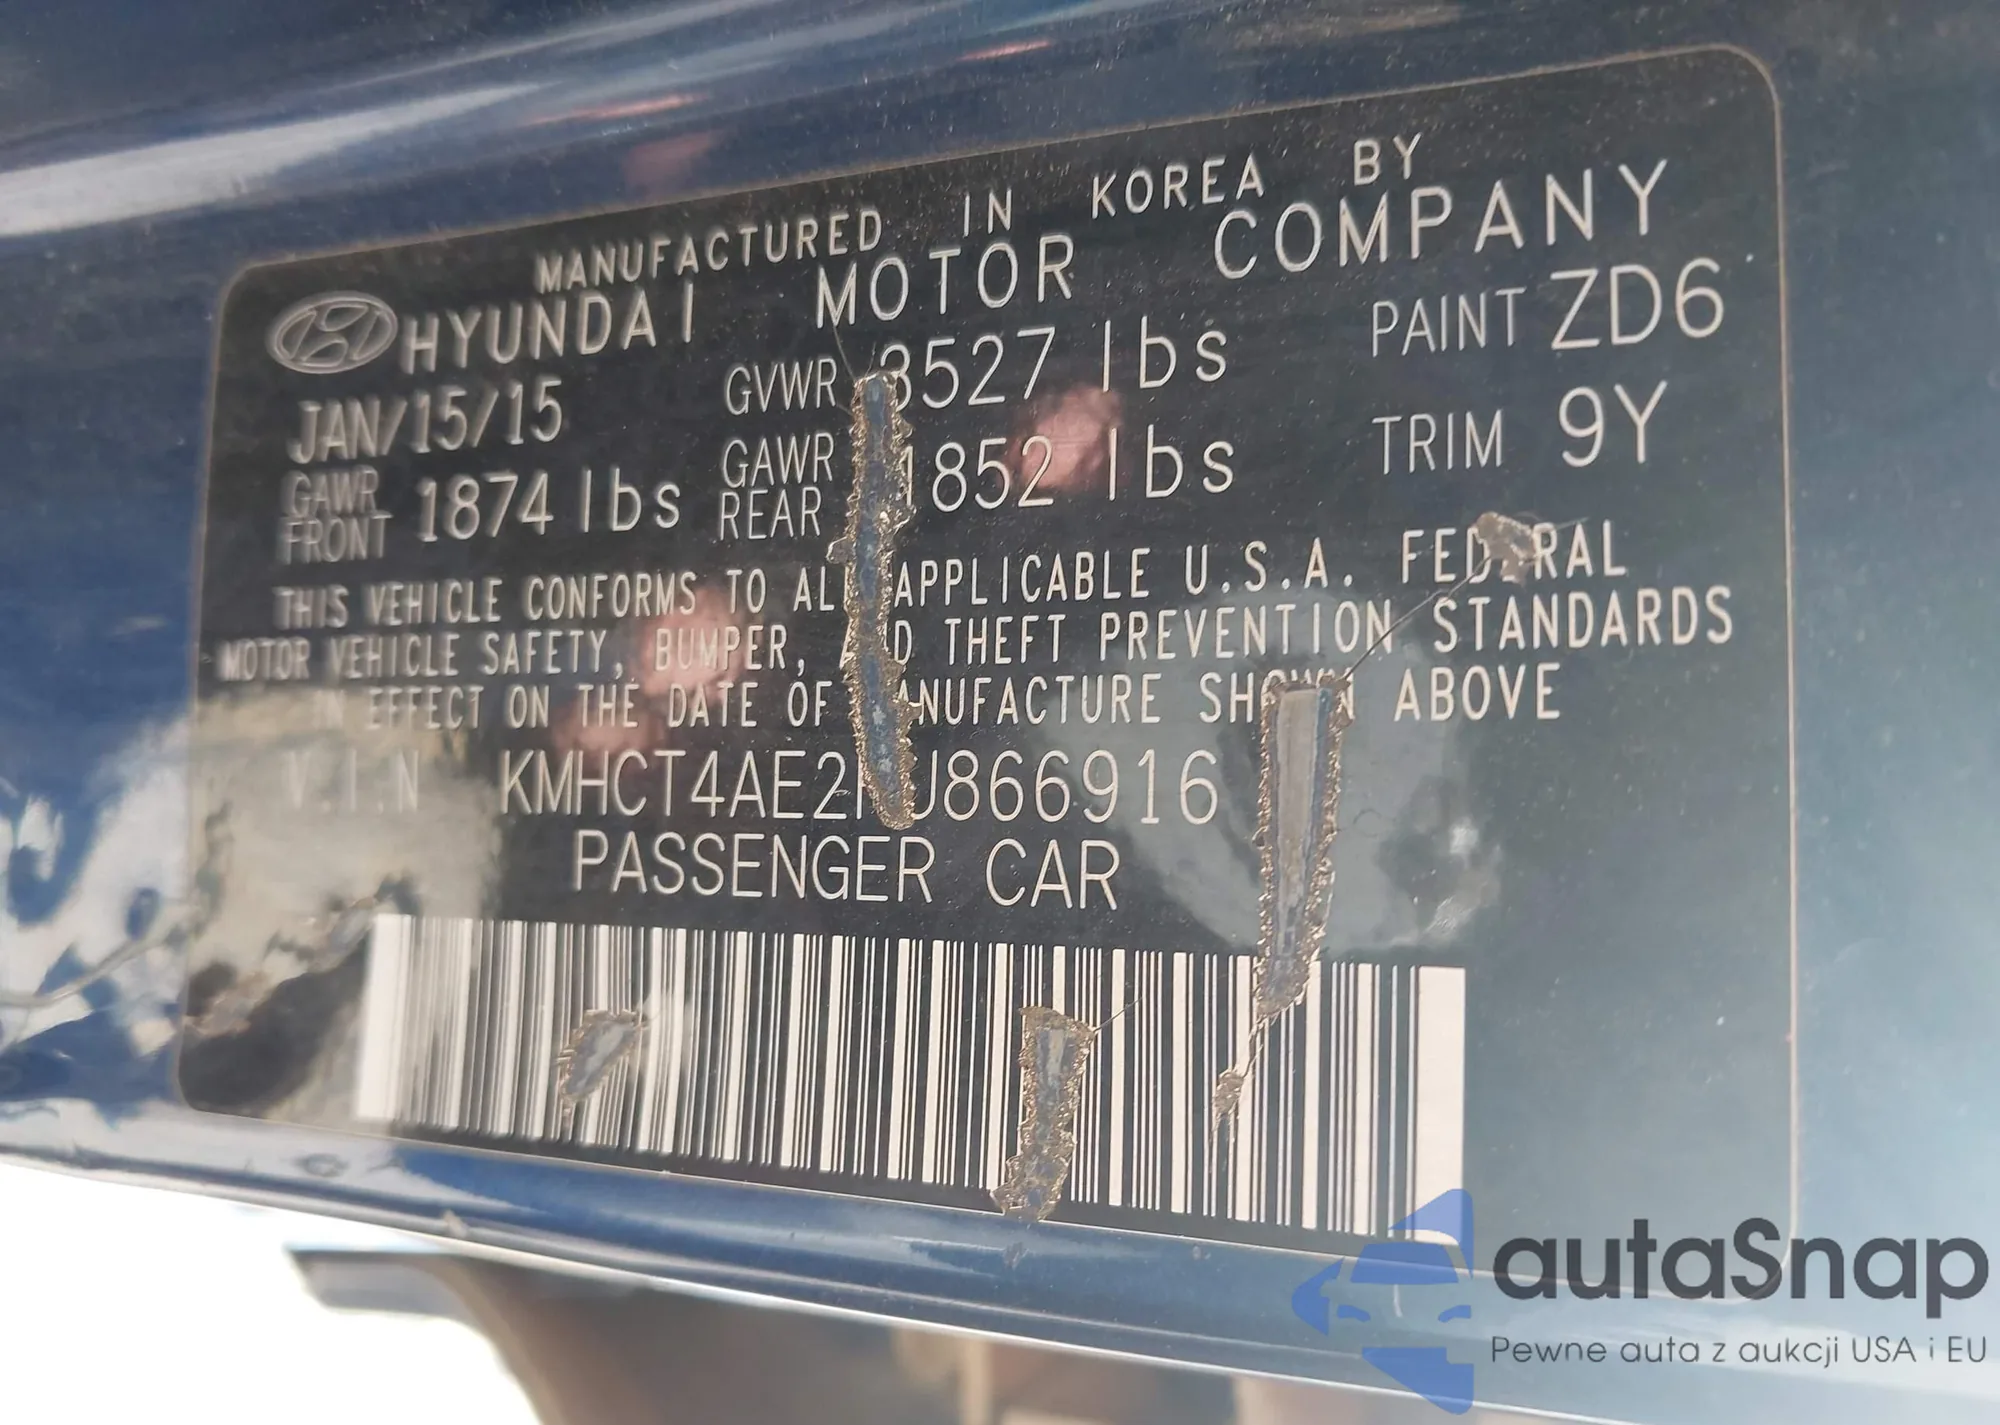 MANUFACTURED IN KOREA BY
HYUNDAI MOTOR COMPANY
JAN/15/15 GVWR 3527 lbs PAINT ZD6
GAWR FRONT 1874 lbs GAWR REAR 1852 lbs TRIM 9Y
THIS VEHICLE CONFORMS TO ALL APPLICABLE U.S.A. FEDERAL
MOTOR VEHICLE SAFETY, BUMPER, AND THEFT PREVENTION STANDARDS
IN EFFECT ON THE DATE OF MANUFACTURE SHOWN ABOVE
V.I.N
PASSENGER CAR
autaSnap
Pewne auta z aukcji USA i EU